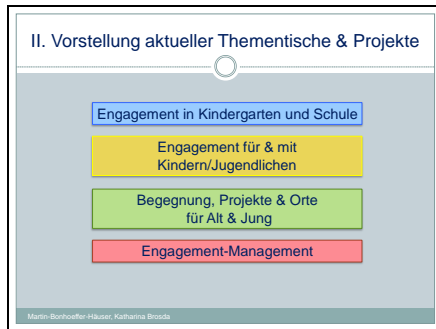 II. Vorstellung aktueller Thementische & Projekte
Engagement in Kindergarten und Schule
Engagement für & mit
Kindern/Jugendlichen
Begegnung, Projekte & Orte
für Alt & Jung
Engagement-Management
Martin-Bonhoeffer-Häuser, Katharina Brosda